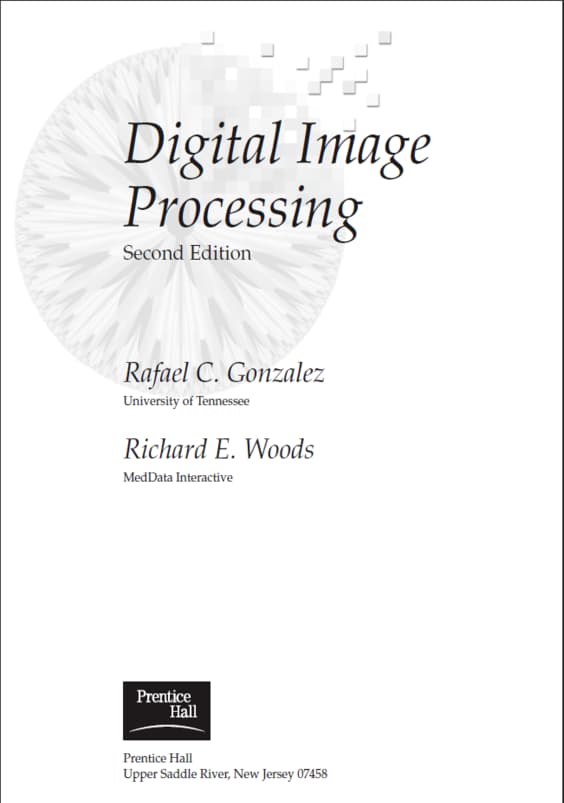 Digital Image
Processing
Second Edition
Rafael C. Gonzalez
University of Tennessee
Richard E. Woods
MedData Interactive
Prentice
Hall
Prentice Hall
Upper Saddle River, New Jersey 07458